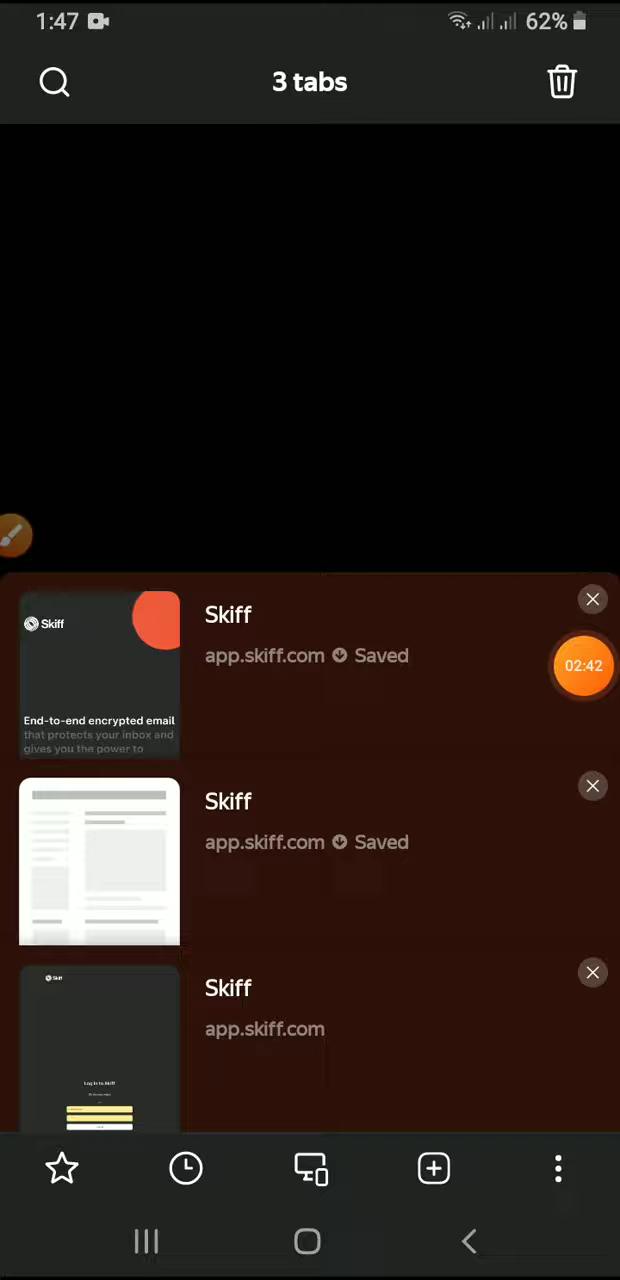 1:47 62%
3 tabs
Skiff
Skiff
app.skiff.com Saved
02:42
End-to-end encrypted email
that protects your inbox and
gives you the power to
Skiff
app.skiff.com Saved
Skiff
Skiff
app.skiff.com
Log in to Skiff